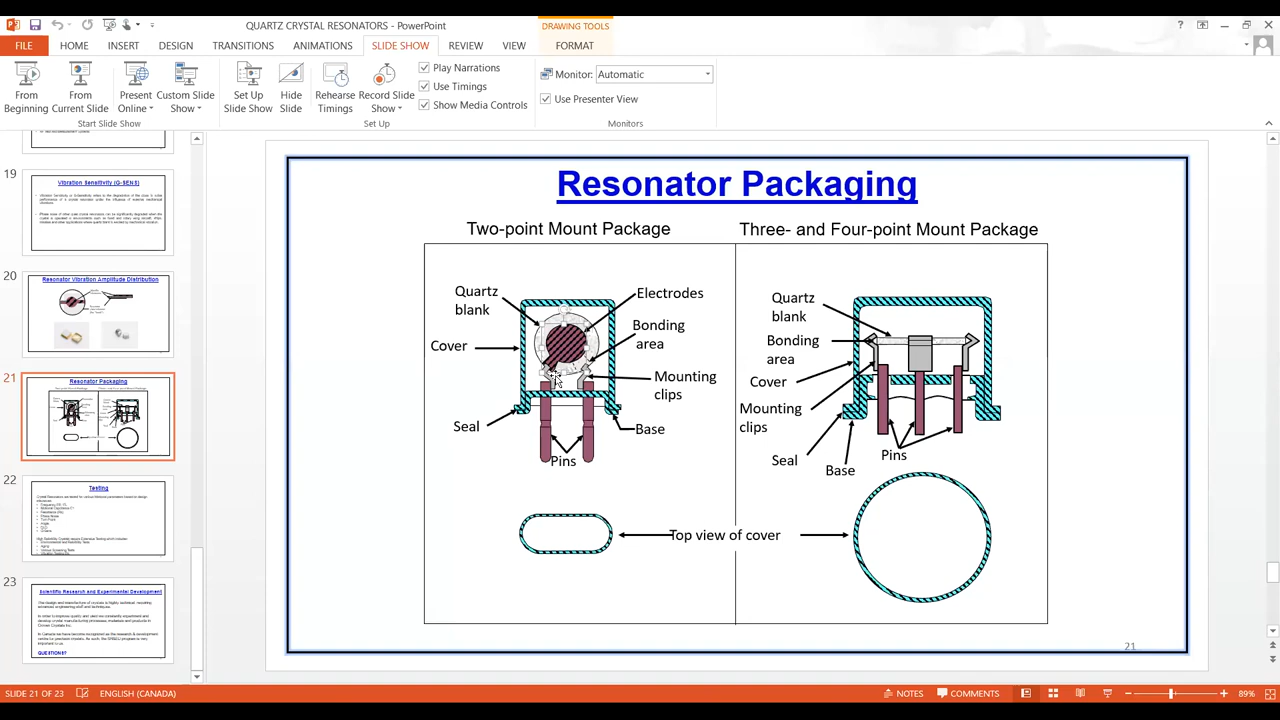 QUARTZ CRYSTAL RESONATORS - PowerPoint
DRAWING TOOLS
FILE HOME INSERT DESIGN TRANSITIONS ANIMATIONS SLIDE SHOW REVIEW VIEW FORMAT
From Beginning
From Current Slide
Present Online
Custom Slide Show
Set Up Slide Show
Hide Slide
Rehearse Timings
Record Slide Show
Play Narrations
Use Timings
Show Media Controls
Monitor: Automatic
Use Presenter View
Start Slide Show
Set Up
Monitors
19
Vibration Sensitivity (G-SENS)
20
Resonator Vibration Amplitude Distribution
21
Resonator Packaging
22
Testing
23
Scientific Research and Experimental Development
QUESTIONS?
Resonator Packaging
Two-point Mount Package
Three- and Four-point Mount Package
Quartz
blank
Cover
Seal
Electrodes
Bonding
area
Mounting
clips
Base
Pins
Quartz
blank
Bonding
area
Cover
Mounting
clips
Seal
Base
Pins
Top view of cover
21
SLIDE 21 OF 23
ENGLISH (CANADA)
NOTES
COMMENTS
89%